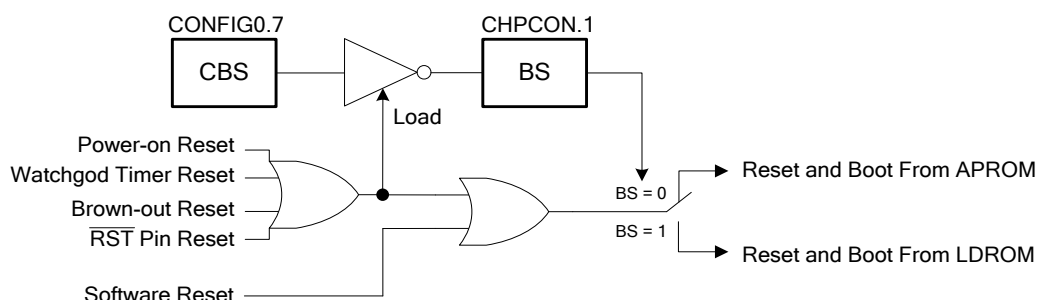 CONFIG0.7
CHPCON.1
CBS
BS
Load
Power-on Reset
Watchgod Timer Reset
Brown-out Reset
RST Pin Reset
Software Reset
BS = 0
BS = 1
Reset and Boot From APROM
Reset and Boot From LDROM